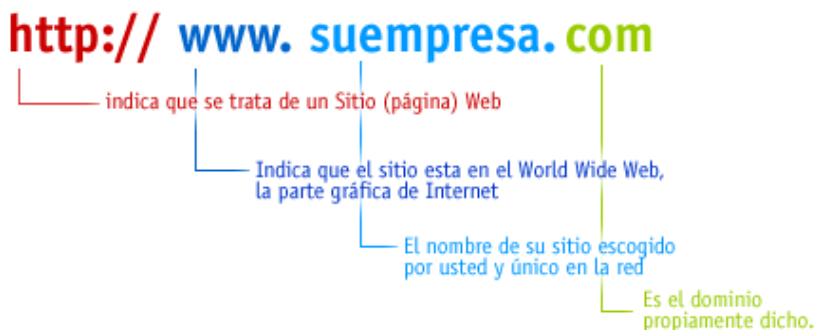 http:// www. suempresa. com
indica que se trata de un Sitio (página) Web
Indica que el sitio esta en el World Wide Web,
la parte gráfica de Internet
El nombre de su sitio escogido
por usted y único en la red
Es el dominio
propiamente dicho.